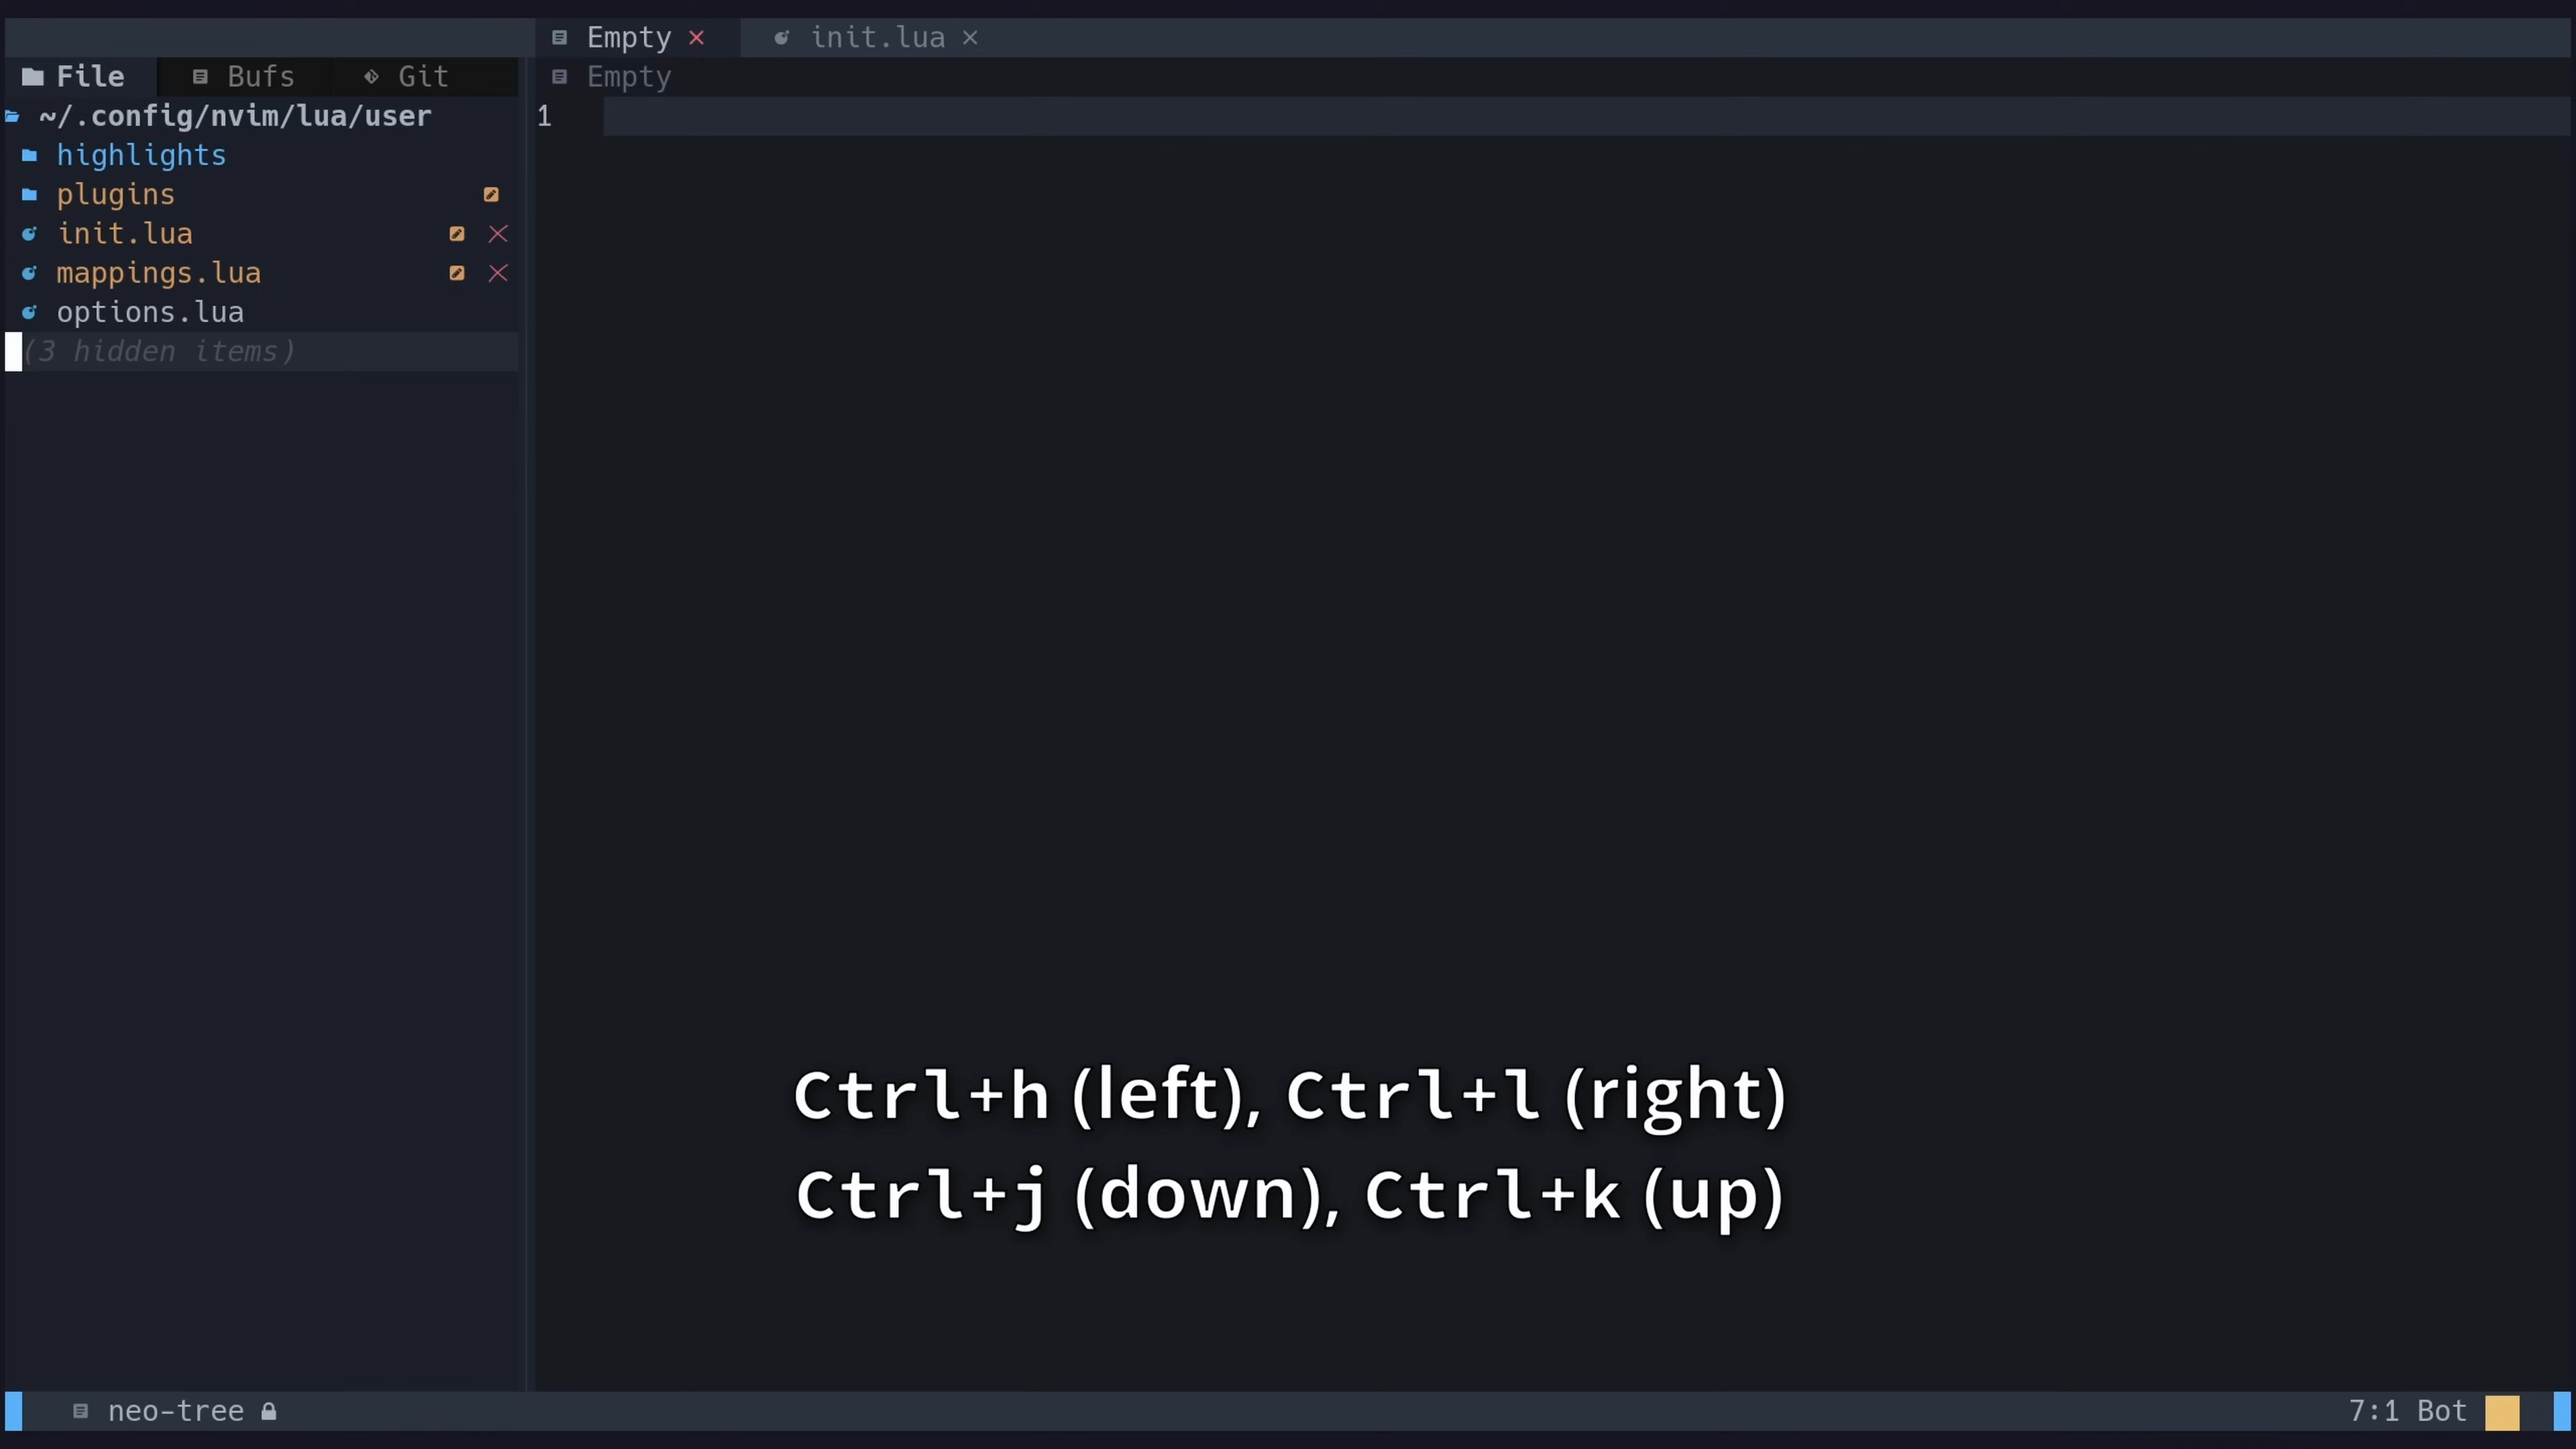 Empty × init.lua ×
File Bufs Git
Empty
~/.config/nvim/lua/user
1
highlights
plugins
init.lua
mappings.lua
options.lua
(3 hidden items)
Ctrl+h (left), Ctrl+l (right)
Ctrl+j (down), Ctrl+k (up)
neo-tree
7:1 Bot